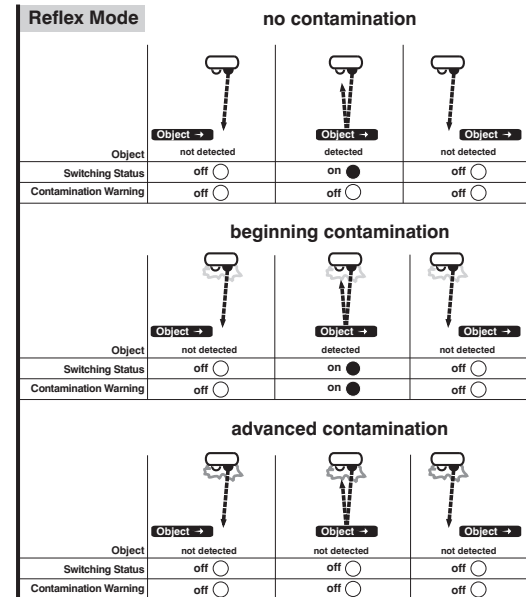 Reflex Mode no contamination
Object → Object → Object →
Object not detected detected not detected
Switching Status off on off
Contamination Warning off off off
beginning contamination
Object → Object → Object →
Object not detected detected not detected
Switching Status off on off
Contamination Warning off on off
advanced contamination
Object → Object → Object →
Object not detected not detected not detected
Switching Status off off off
Contamination Warning off off off